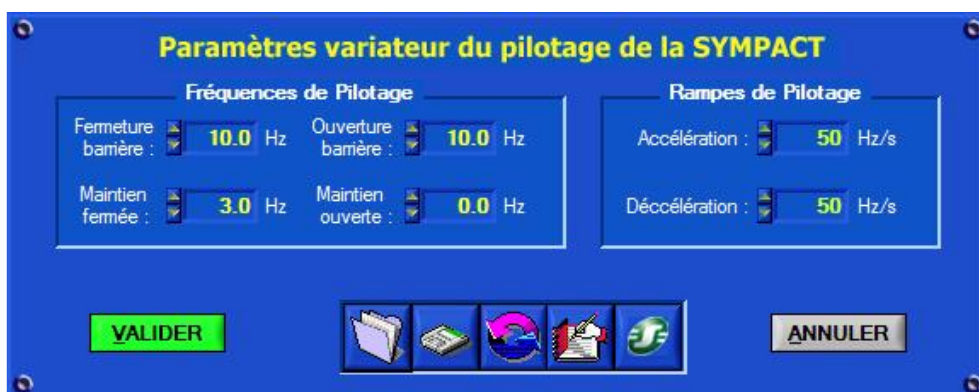 Paramètres variateur du pilotage de la SYMPACT
Fréquences de Pilotage
Fermeture barrière : 10.0 Hz
Ouverture barrière : 10.0 Hz
Maintien fermée : 3.0 Hz
Maintien ouverte : 0.0 Hz
Rampes de Pilotage
Accélération : 50 Hz/s
Déccélération : 50 Hz/s
VALIDER
ANNULER